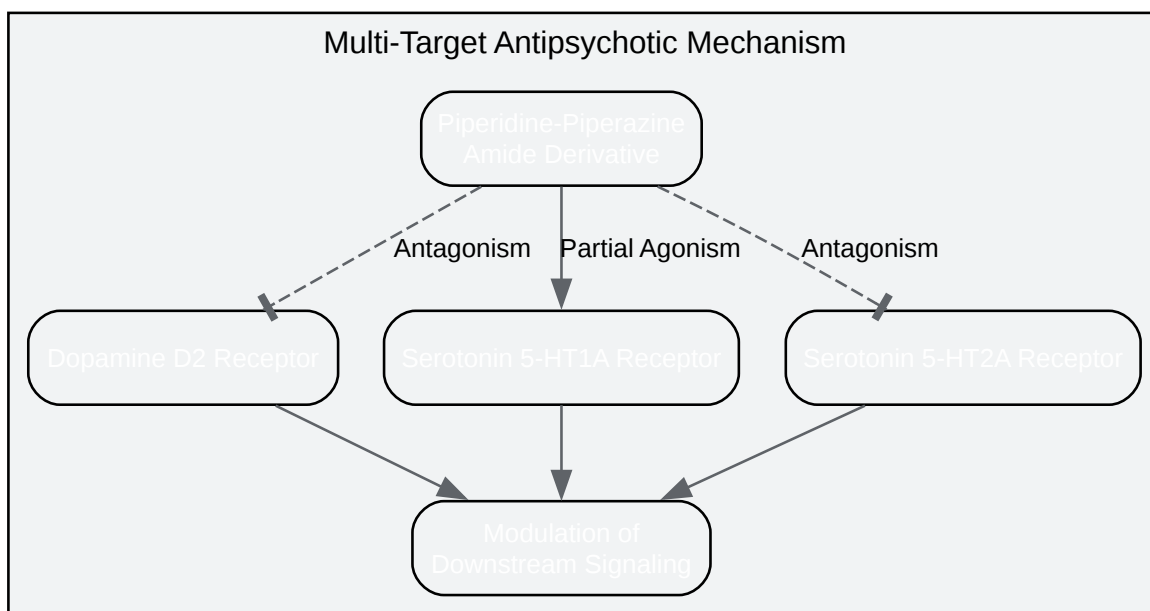 Multi-Target Antipsychotic Mechanism
Piperidine-Piperazine
Amide Derivative
Antagonism
Partial Agonism
Antagonism
Dopamine D2 Receptor
Serotonin 5-HT1A Receptor
Serotonin 5-HT2A Receptor
Modulation of
Downstream Signaling